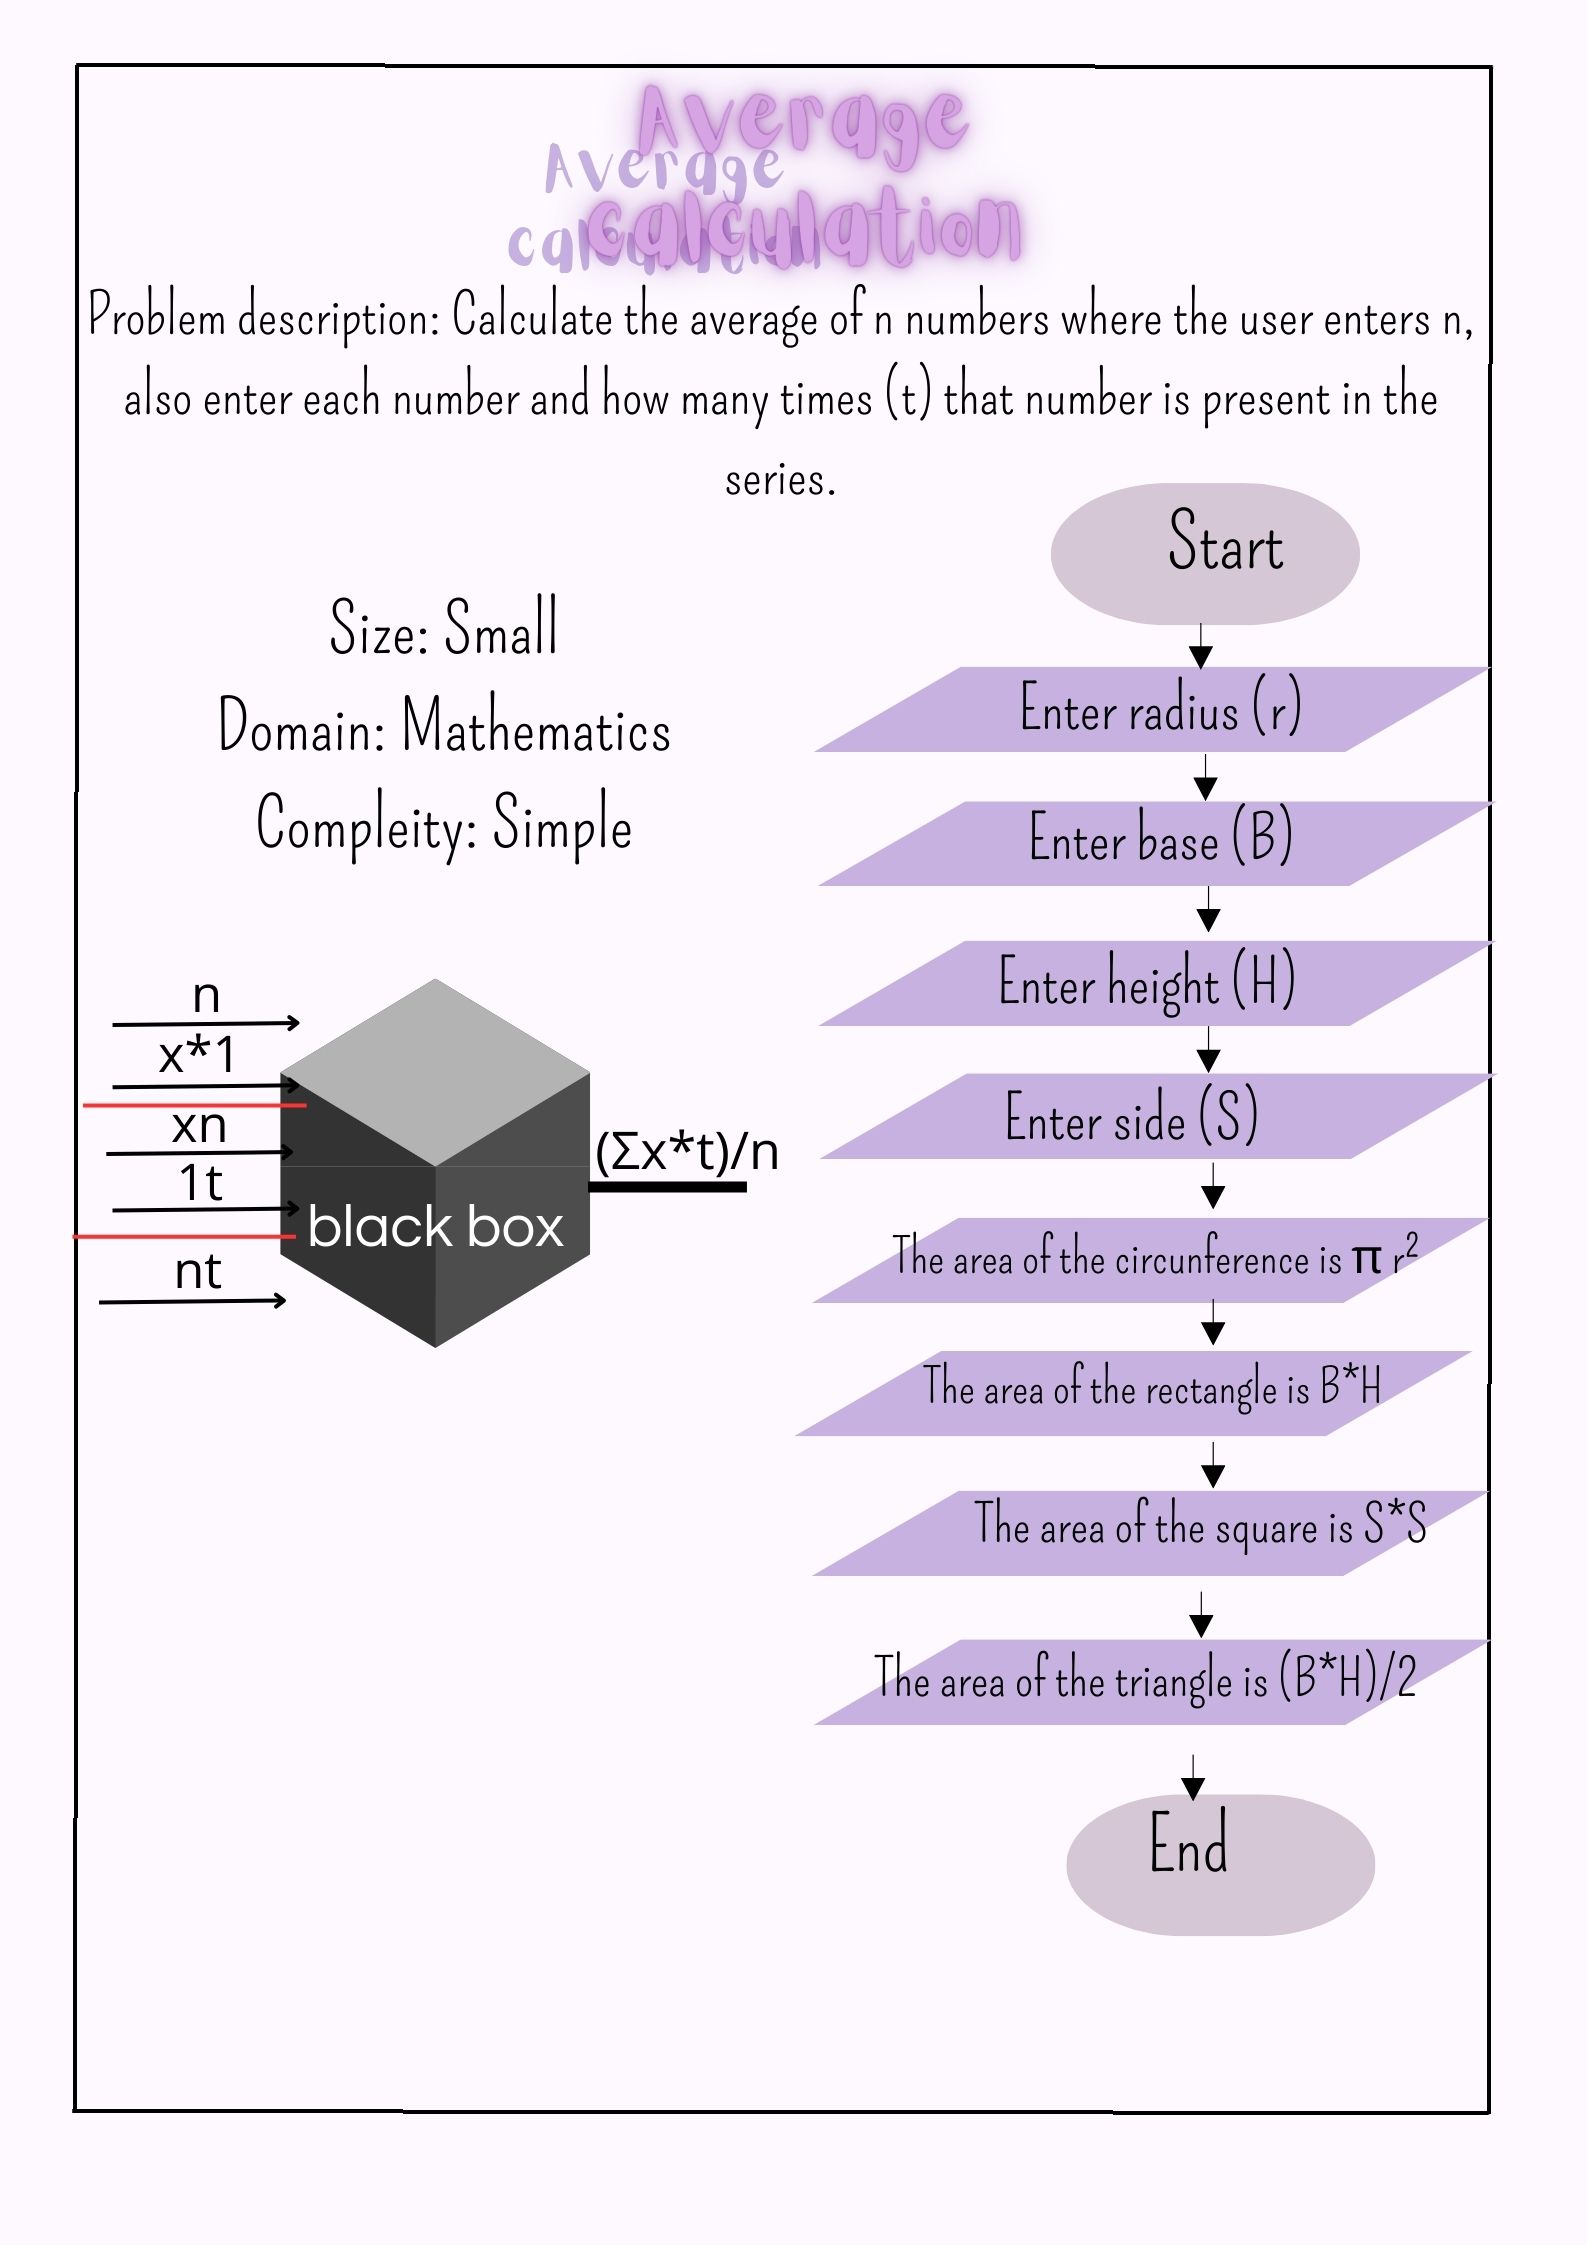 Average
calculation
Average
calculation
Problem description: Calculate the average of n numbers where the user enters n,
also enter each number and how many times (t) that number is present in the
series.
Size: Small
Domain: Mathematics
Compleity: Simple
n
x*1
xn
1t
nt
black box
(Σx*t)/n
Start
Enter radius (r)
Enter base (B)
Enter height (H)
Enter side (S)
The area of the circunference is π r²
The area of the rectangle is B*H
The area of the square is S*S
The area of the triangle is (B*H)/2
End